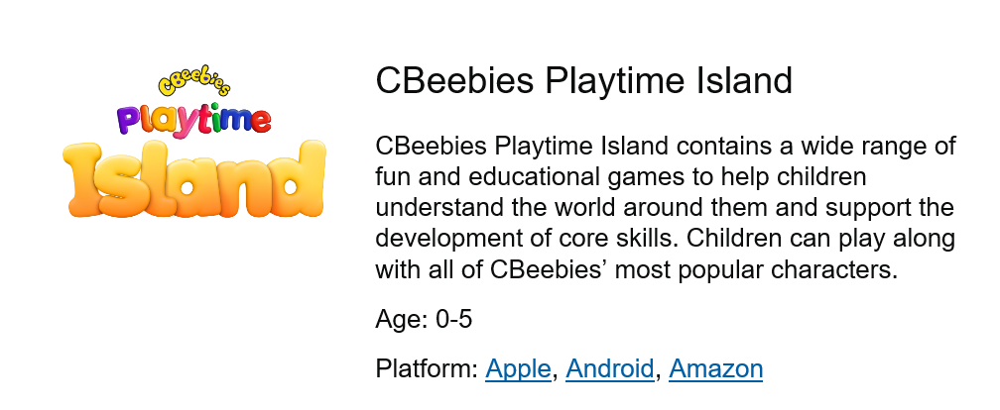 CBeebies
Playtime
Island
CBeebies Playtime Island
CBeebies Playtime Island contains a wide range of
fun and educational games to help children
understand the world around them and support the
development of core skills. Children can play along
with all of CBeebies’ most popular characters.
Age: 0-5
Platform: Apple, Android, Amazon